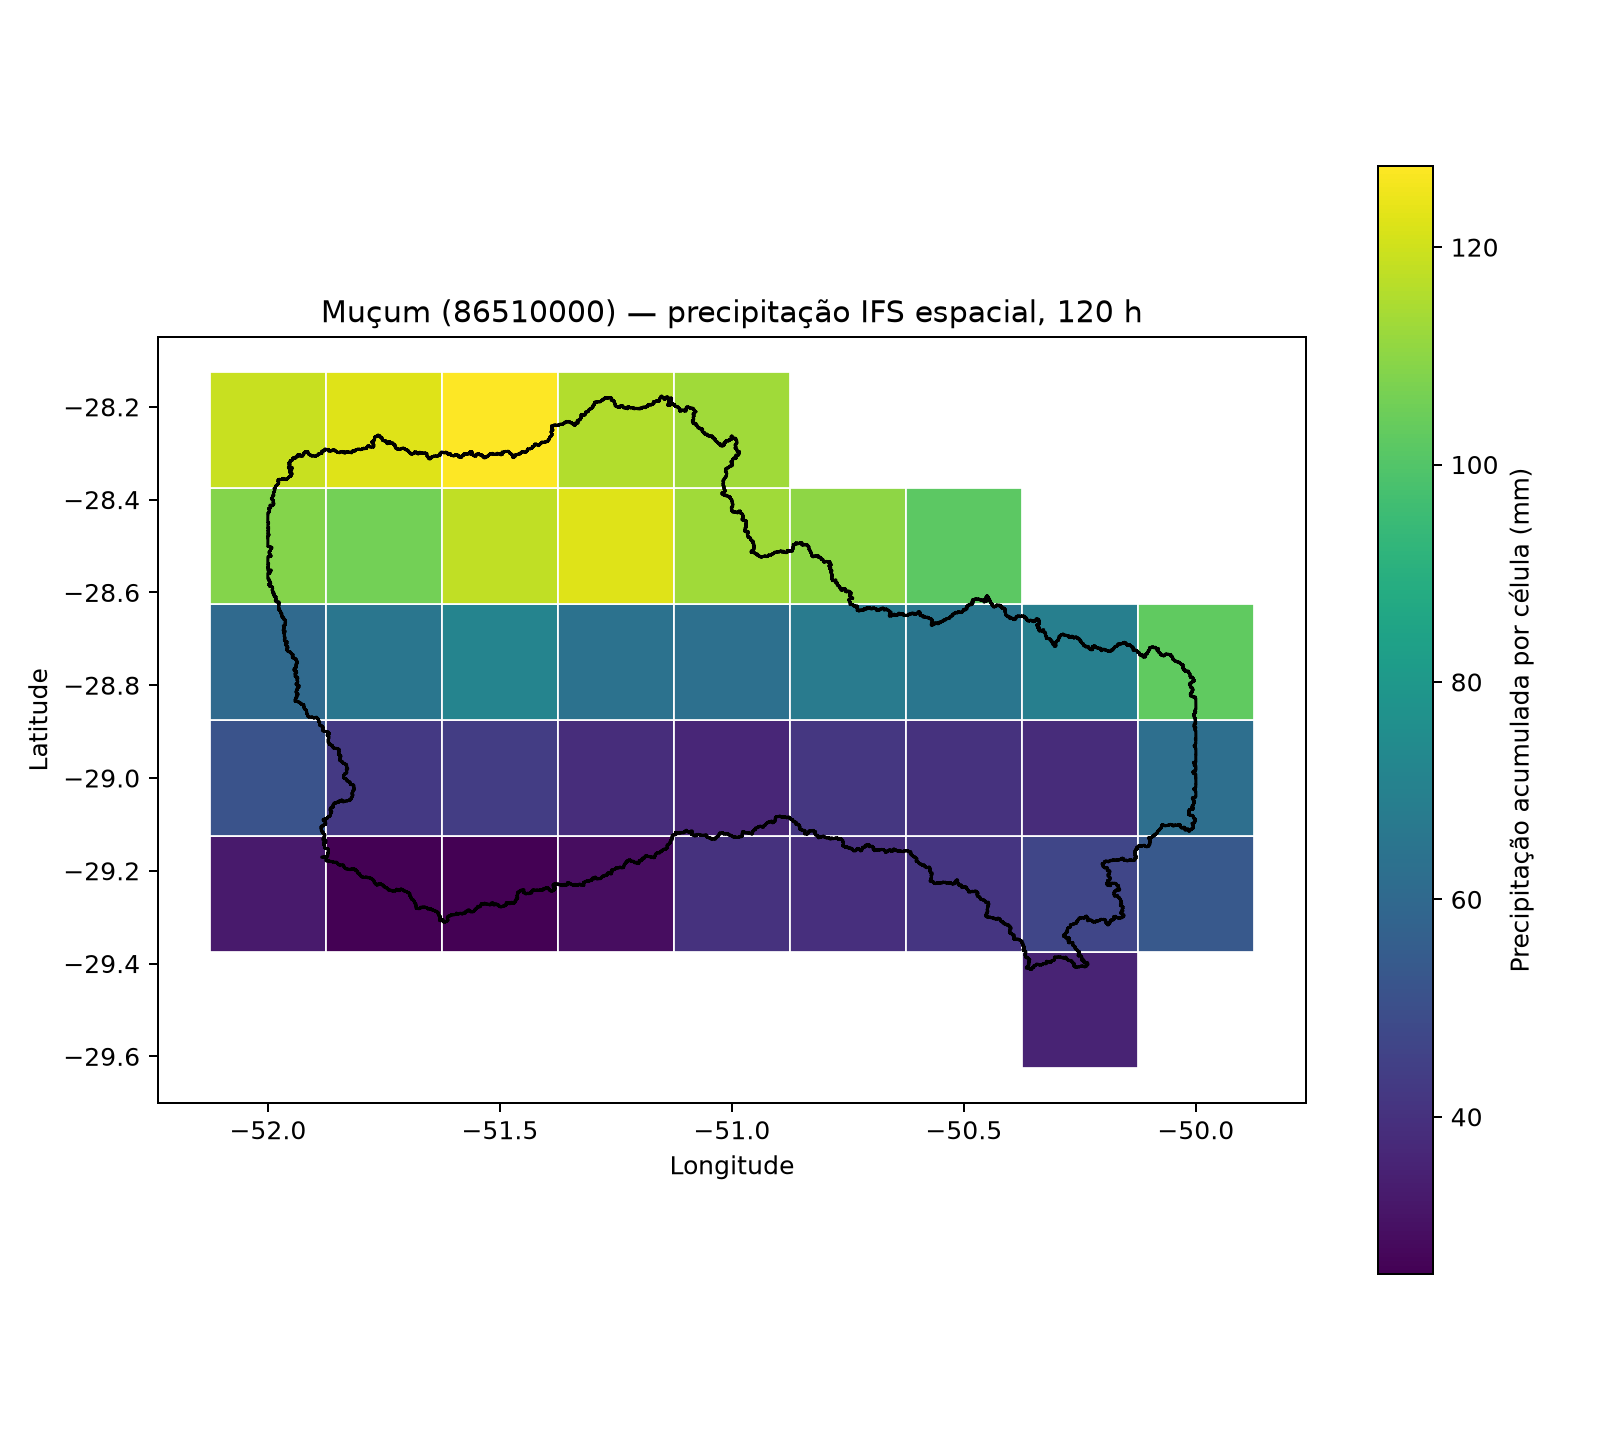 Muçum (86510000) — precipitação IFS espacial, 120 h
Latitude
−28.2
−28.4
−28.6
−28.8
−29.0
−29.2
−29.4
−29.6
−52.0 −51.5 −51.0 −50.5 −50.0
Longitude
120
100
80
60
40
Precipitação acumulada por célula (mm)